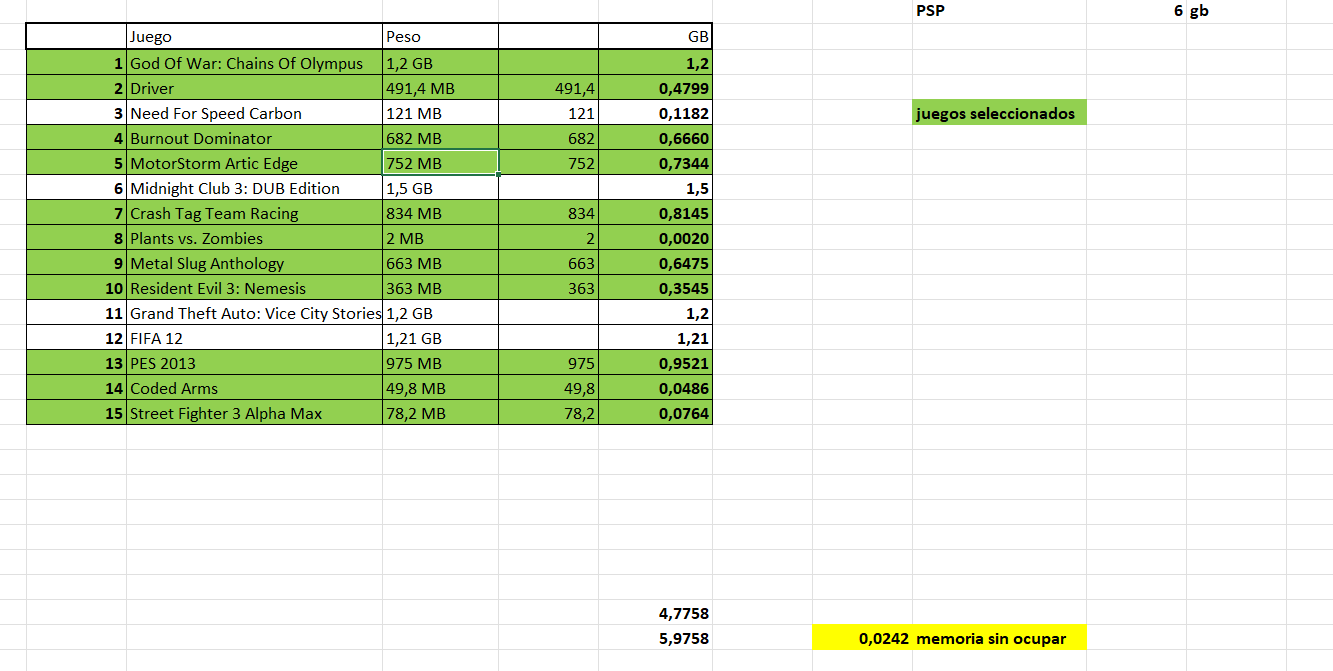 PSP 6 gb
Juego Peso GB
1 God Of War: Chains Of Olympus 1,2 GB 1,2
2 Driver 491,4 MB 491,4 0,4799
3 Need For Speed Carbon 121 MB 121 0,1182
juegos seleccionados
4 Burnout Dominator 682 MB 682 0,6660
5 MotorStorm Artic Edge 752 MB 752 0,7344
6 Midnight Club 3: DUB Edition 1,5 GB 1,5
7 Crash Tag Team Racing 834 MB 834 0,8145
8 Plants vs. Zombies 2 MB 2 0,0020
9 Metal Slug Anthology 663 MB 663 0,6475
10 Resident Evil 3: Nemesis 363 MB 363 0,3545
11 Grand Theft Auto: Vice City Stories 1,2 GB 1,2
12 FIFA 12 1,21 GB 1,21
13 PES 2013 975 MB 975 0,9521
14 Coded Arms 49,8 MB 49,8 0,0486
15 Street Fighter 3 Alpha Max 78,2 MB 78,2 0,0764
4,7758
5,9758 0,0242 memoria sin ocupar